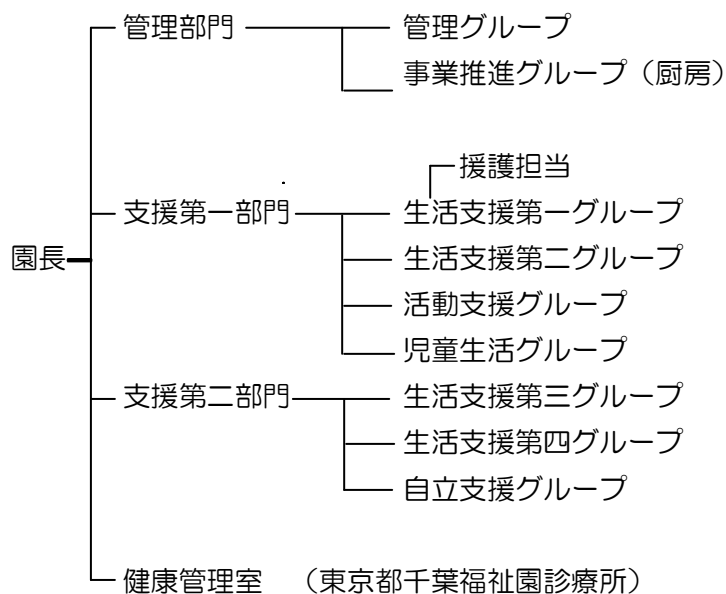 管理部門 管理グループ
事業推進グループ（厨房）
援護担当
支援第一部門 生活支援第一グループ
園長 生活支援第二グループ
活動支援グループ
児童生活グループ
支援第二部門 生活支援第三グループ
生活支援第四グループ
自立支援グループ
健康管理室 （東京都千葉福祉園診療所）